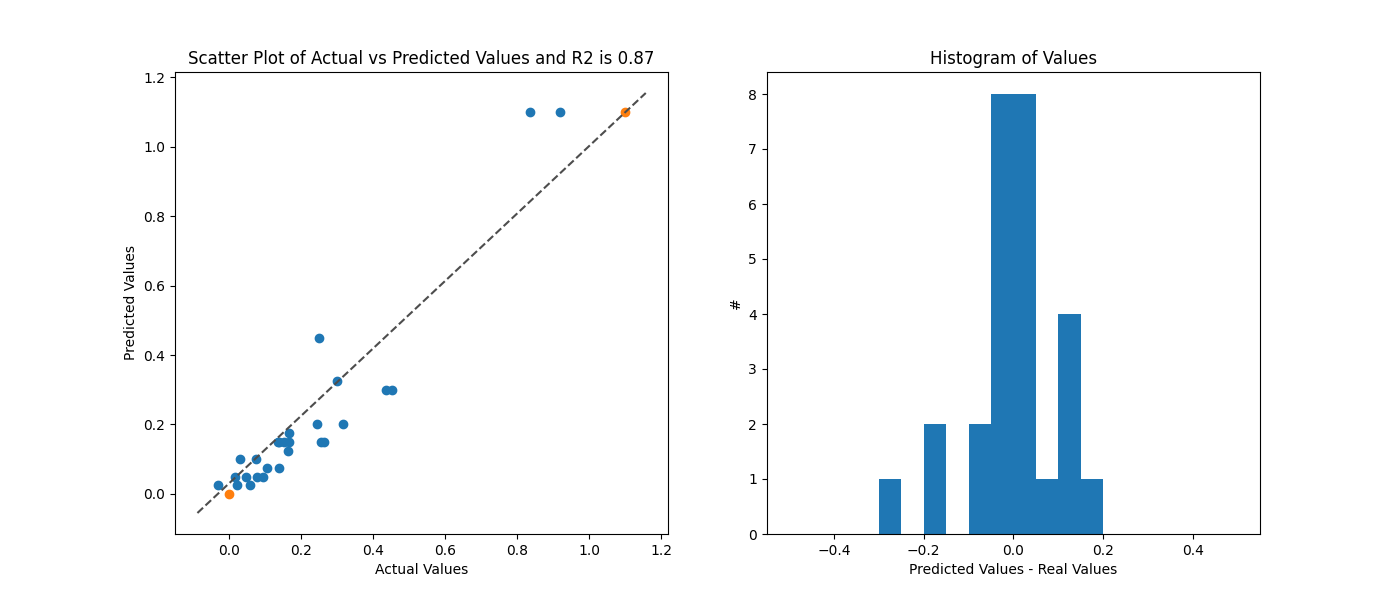 Scatter Plot of Actual vs Predicted Values and R2 is 0.87
1.2
1.0
0.8
0.6
0.4
0.2
0.0
Predicted Values
0.0 0.2 0.4 0.6 0.8 1.0 1.2
Actual Values
Histogram of Values
8
7
6
5
4
3
2
1
0
#
−0.4 −0.2 0.0 0.2 0.4
Predicted Values - Real Values